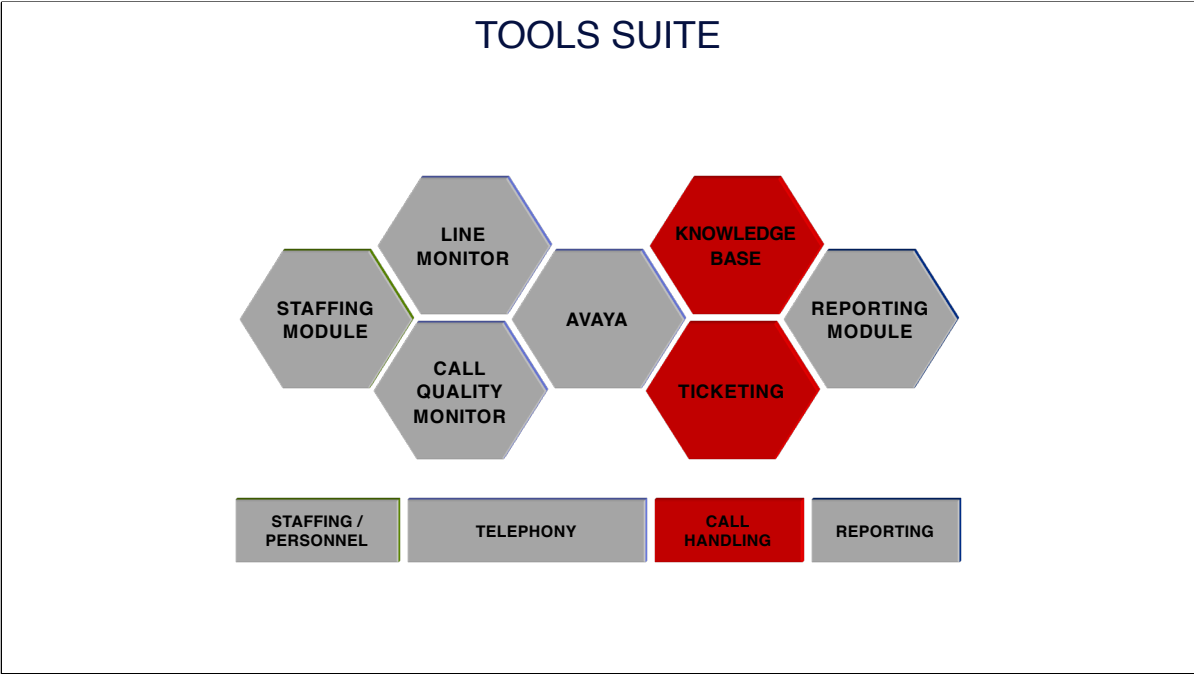 TOOLS SUITE
LINE
MONITOR
KNOWLEDGE
BASE
STAFFING
MODULE
AVAYA
REPORTING
MODULE
CALL
QUALITY
MONITOR
TICKETING
STAFFING /
PERSONNEL
TELEPHONY
CALL
HANDLING
REPORTING